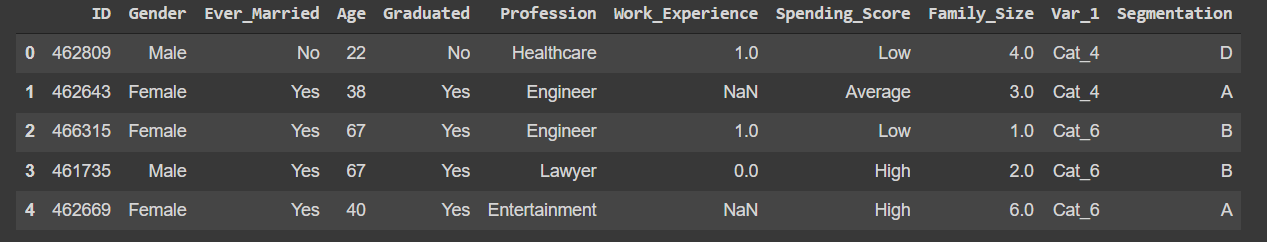 ID Gender Ever_Married Age Graduated Profession Work_Experience Spending_Score Family_Size Var_1 Segmentation
0 462809 Male No 22 No Healthcare 1.0 Low 4.0 Cat_4 D
1 462643 Female Yes 38 Yes Engineer NaN Average 3.0 Cat_4 A
2 466315 Female Yes 67 Yes Engineer 1.0 Low 1.0 Cat_6 B
3 461735 Male Yes 67 Yes Lawyer 0.0 High 2.0 Cat_6 B
4 462669 Female Yes 40 Yes Entertainment NaN High 6.0 Cat_6 A